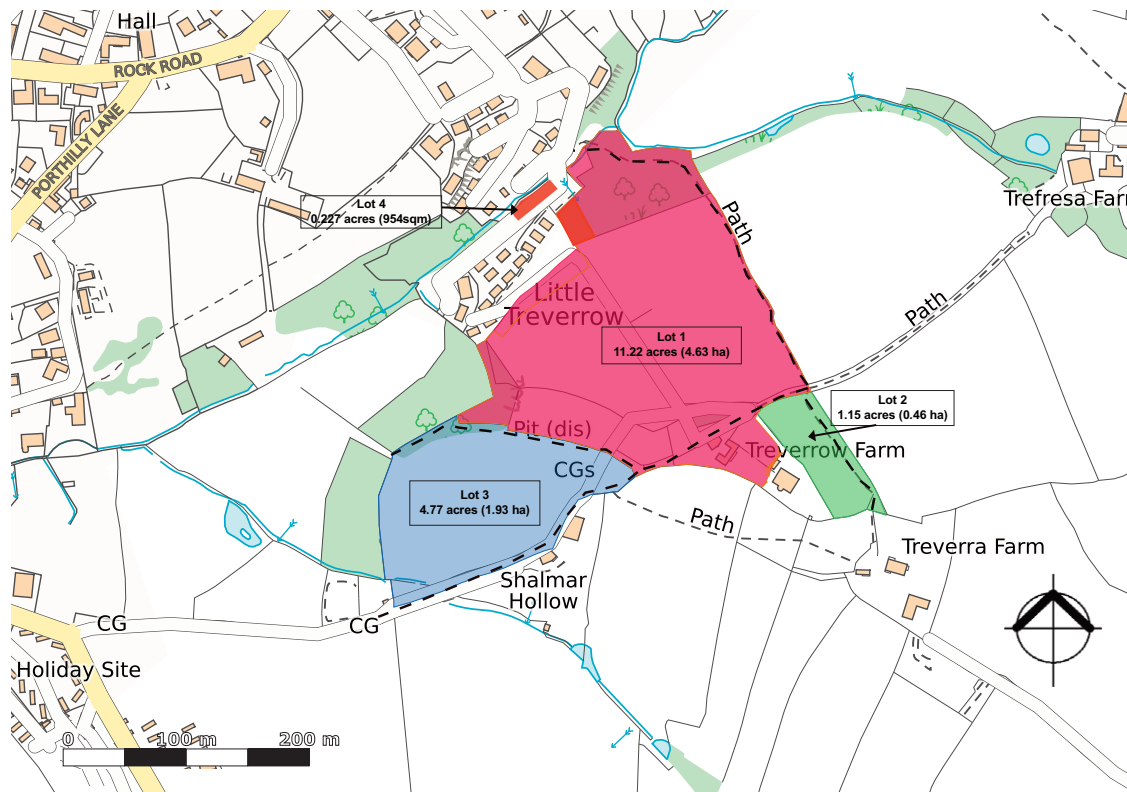 Hall
ROCK ROAD
PORTHILLY LANE
Lot 4
0.227 acres (954sqm)
Trefresa Farm
Path
Little
Treverrow
Path
Lot 1
11.22 acres (4.63 ha)
Lot 2
1.15 acres (0.46 ha)
Pit (dis)
Treverrow Farm
CGs
Lot 3
4.77 acres (1.93 ha)
Path
Treverra Farm
Shalmar
Hollow
CG
CG
Holiday Site
0 100 m 200 m